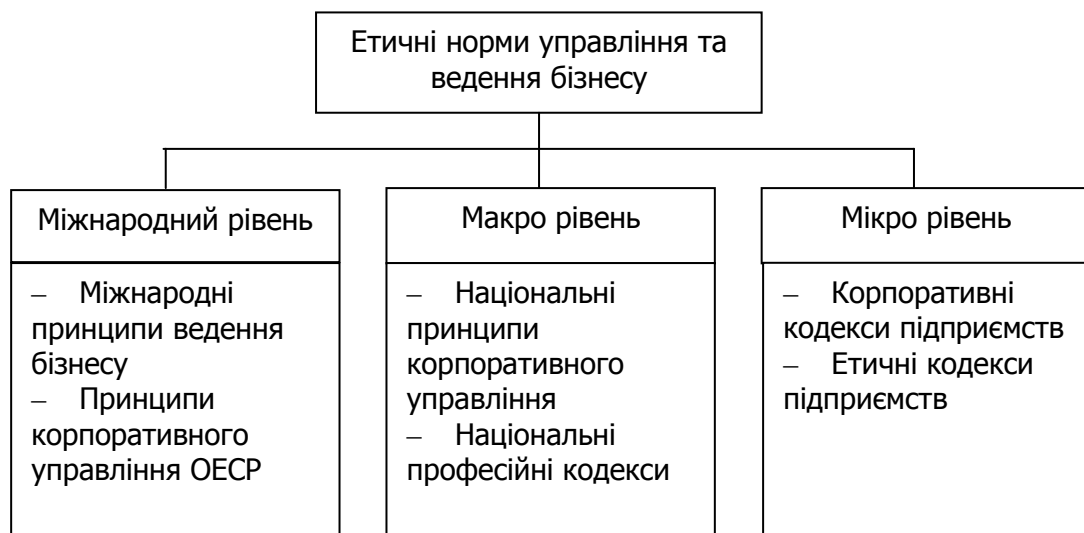 Етичні норми управління та
ведення бізнесу
Міжнародний рівень
– Міжнародні
принципи ведення
бізнесу
– Принципи
корпоративного
управління ОЕСР
Макро рівень
– Національні
принципи
корпоративного
управління
– Національні
професійні кодекси
Мікро рівень
– Корпоративні
кодекси підприємств
– Етичні кодекси
підприємств